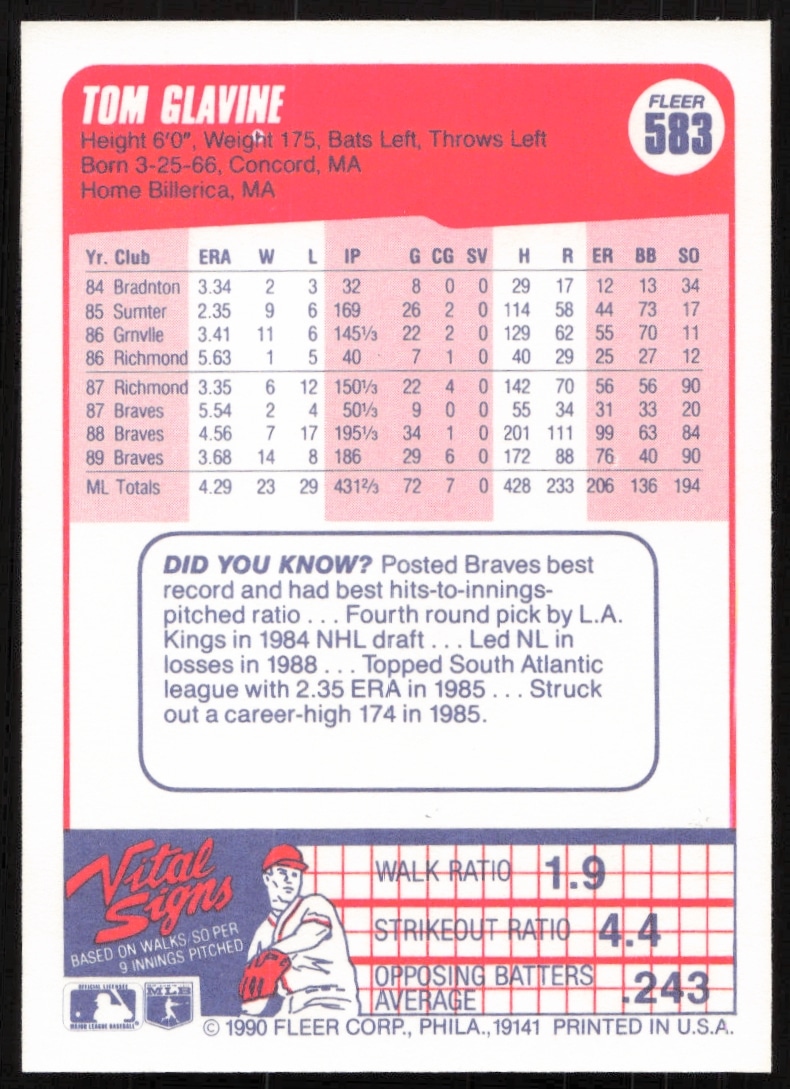 TOM GLAVINE
FLEER
583
Height 6'0", Weight 175, Bats Left, Throws Left
Born 3-25-66, Concord, MA
Home Billerica, MA
Yr. Club ERA W L IP G CG SV H R ER BB SO
84 Bradnton 3.34 2 3 32 8 0 0 29 17 12 13 34
85 Sumter 2.35 9 6 169 26 2 0 114 58 44 73 17
86 Grnvlle 3.41 11 6 145⅓ 22 2 0 129 62 55 70 11
86 Richmond 5.63 1 5 40 7 1 0 40 29 25 27 12
87 Richmond 3.35 6 12 150⅓ 22 4 0 142 70 56 56 90
87 Braves 5.54 2 4 50⅓ 9 0 0 55 34 31 33 20
88 Braves 4.56 7 17 195⅓ 34 1 0 201 111 99 63 84
89 Braves 3.68 14 8 186 29 6 0 172 88 76 40 90
ML Totals 4.29 23 29 431⅔ 72 7 0 428 233 206 136 194
DID YOU KNOW? Posted Braves best
record and had best hits-to-innings-
pitched ratio . . . Fourth round pick by L.A.
Kings in 1984 NHL draft . . . Led NL in
losses in 1988 . . . Topped South Atlantic
league with 2.35 ERA in 1985 . . . Struck
out a career-high 174 in 1985.
Vital
Signs
BASED ON WALKS/SO PER
9 INNINGS PITCHED
WALK RATIO 1.9
STRIKEOUT RATIO 4.4
OPPOSING BATTERS
AVERAGE .243
OFFICIAL LICENSEE
MAJOR LEAGUE BASEBALL
MLB
© 1990 FLEER CORP., PHILA., 19141 PRINTED IN U.S.A.